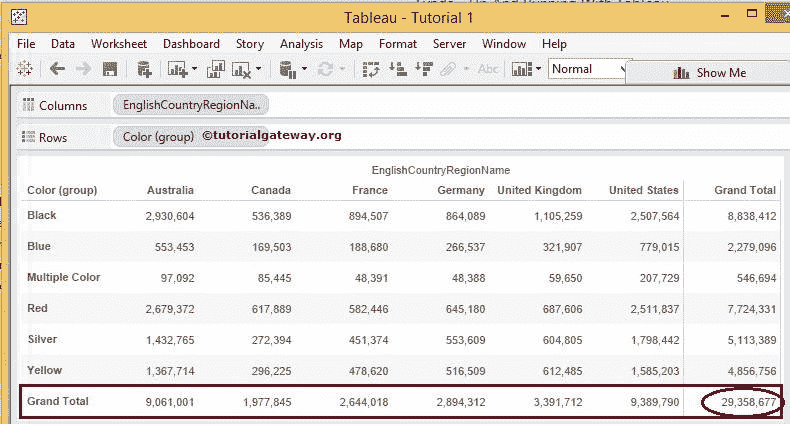 Tableau - Tutorial 1
File Data Worksheet Dashboard Story Analysis Map Format Server Window Help
Abc Normal Show Me
Columns EnglishCountryRegionNa..
Rows Color (group) ©tutorialgateway.org
EnglishCountryRegionName
Color (group) Australia Canada France Germany United Kingdom United States Grand Total
Black 2,930,604 536,389 894,507 864,089 1,105,259 2,507,564 8,838,412
Blue 553,453 169,503 188,680 266,537 321,907 779,015 2,279,096
Multiple Color 97,092 85,445 48,391 48,388 59,650 207,729 546,694
Red 2,679,372 617,889 582,446 645,180 687,606 2,511,837 7,724,331
Silver 1,432,765 272,394 451,374 553,609 604,805 1,798,442 5,113,389
Yellow 1,367,714 296,225 478,620 516,509 612,485 1,585,203 4,856,756
Grand Total 9,061,001 1,977,845 2,644,018 2,894,312 3,391,712 9,389,790 29,358,677